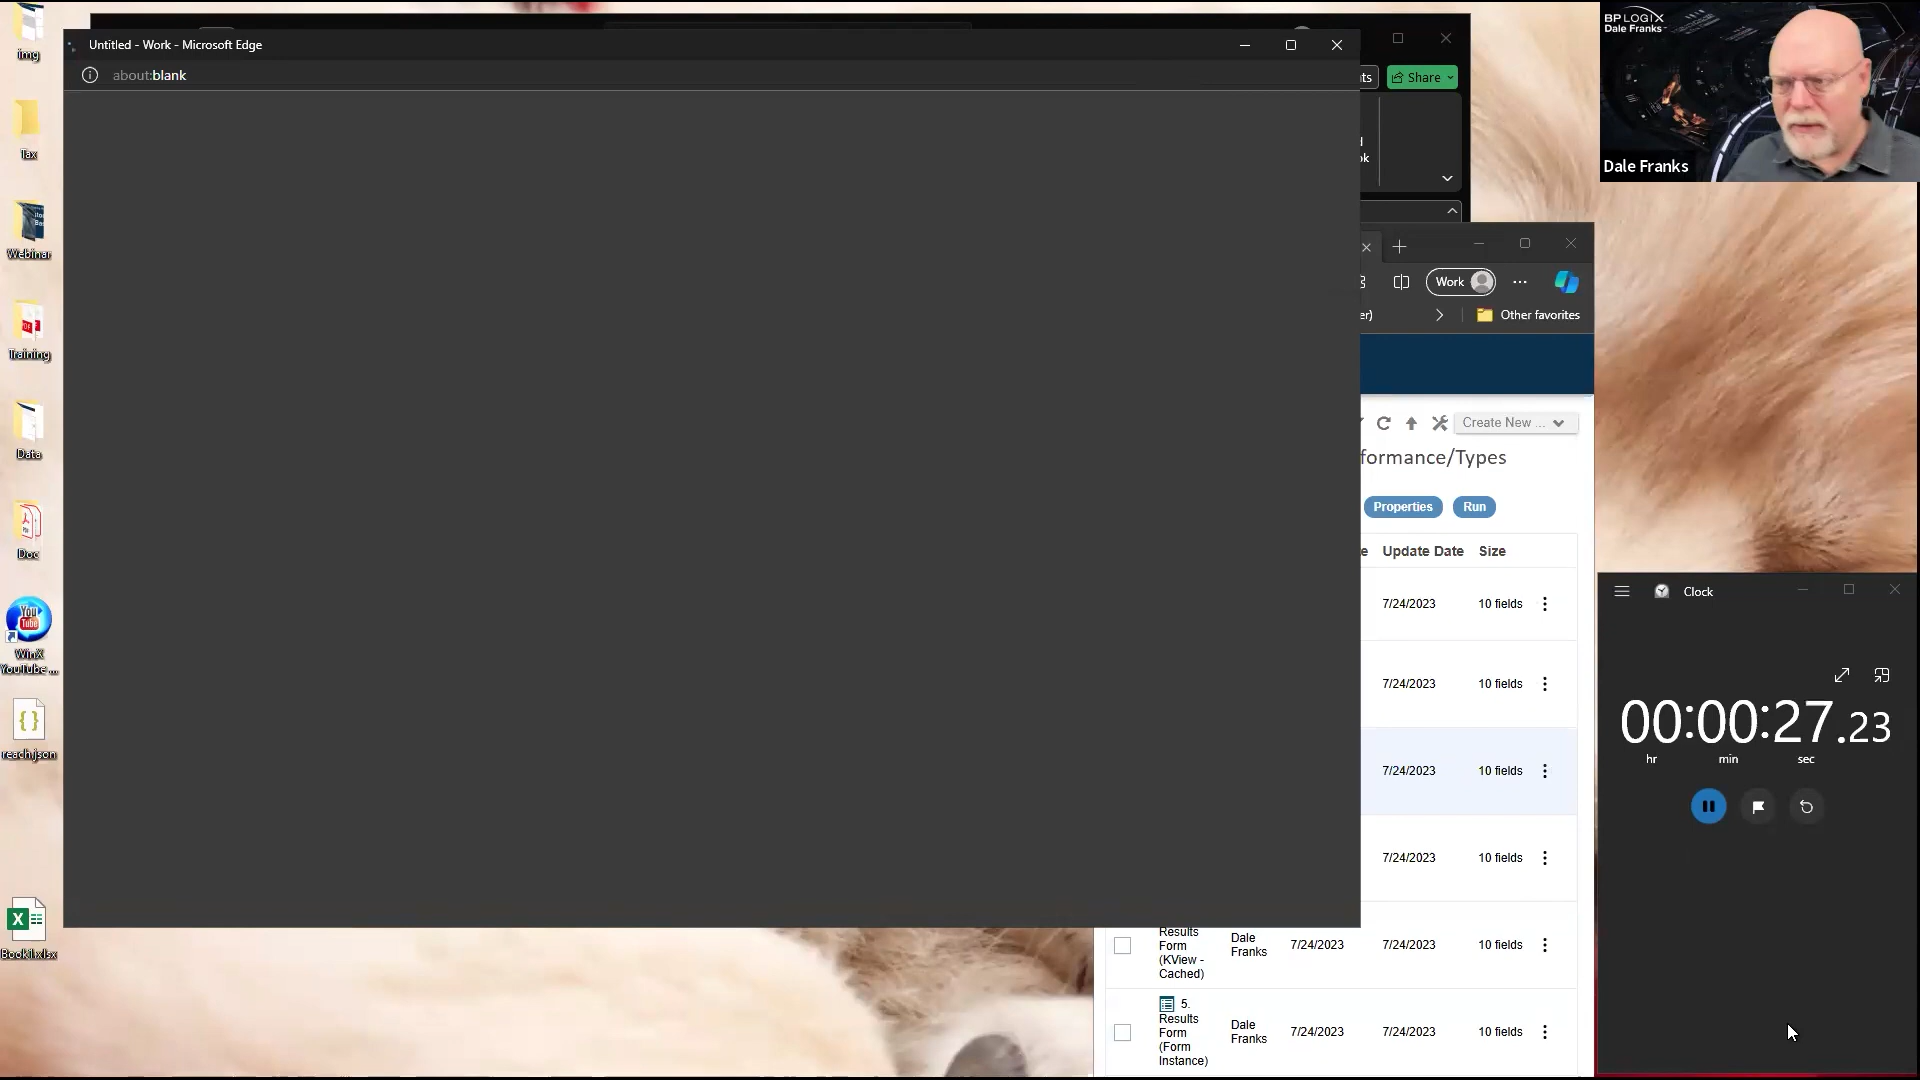 img
Tax
Webinar
Training
Data
Doc
WinX
YouTube ...
reach.json
Book1.xlsx
Untitled - Work - Microsoft Edge
about:blank
Share
Work
Other favorites
Create New ...
formance/Types
Properties
Run
Update Date
Size
7/24/2023
10 fields
7/24/2023
10 fields
7/24/2023
10 fields
7/24/2023
10 fields
Results
Form
(KView -
Cached)
Dale
Franks
7/24/2023
7/24/2023
10 fields
5.
Results
Form
(Form
Instance)
Dale
Franks
7/24/2023
7/24/2023
10 fields
BP LOGIX
Dale Franks
Dale Franks
Clock
00:00:27.23
hr
min
sec